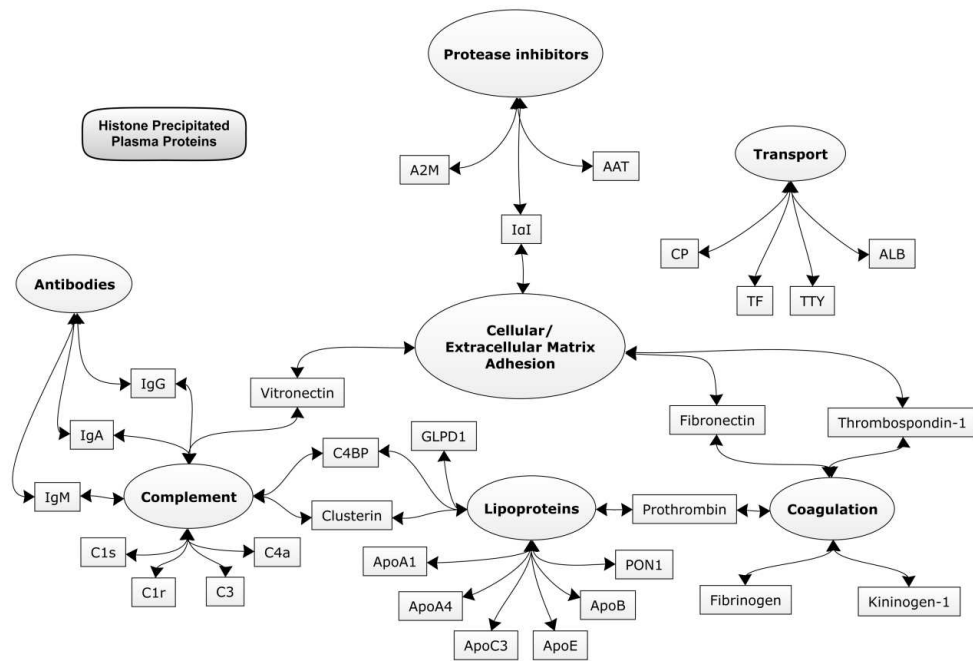 Protease inhibitors
Histone Precipitated
Plasma Proteins
A2M
AAT
Transport
IαI
CP
ALB
TF
TTY
Antibodies
Cellular/
Extracellular Matrix
Adhesion
IgG
Vitronectin
IgA
Fibronectin
Thrombospondin-1
GLPD1
C4BP
IgM
Complement
Clusterin
Lipoproteins
Prothrombin
Coagulation
C1s
C4a
C1r
C3
ApoA1
PON1
ApoA4
ApoB
ApoC3
ApoE
Fibrinogen
Kininogen-1